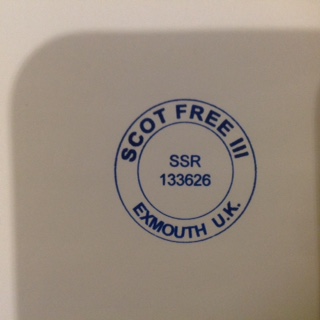 SCOT FREE III
SSR
133626
EXMOUTH U.K.